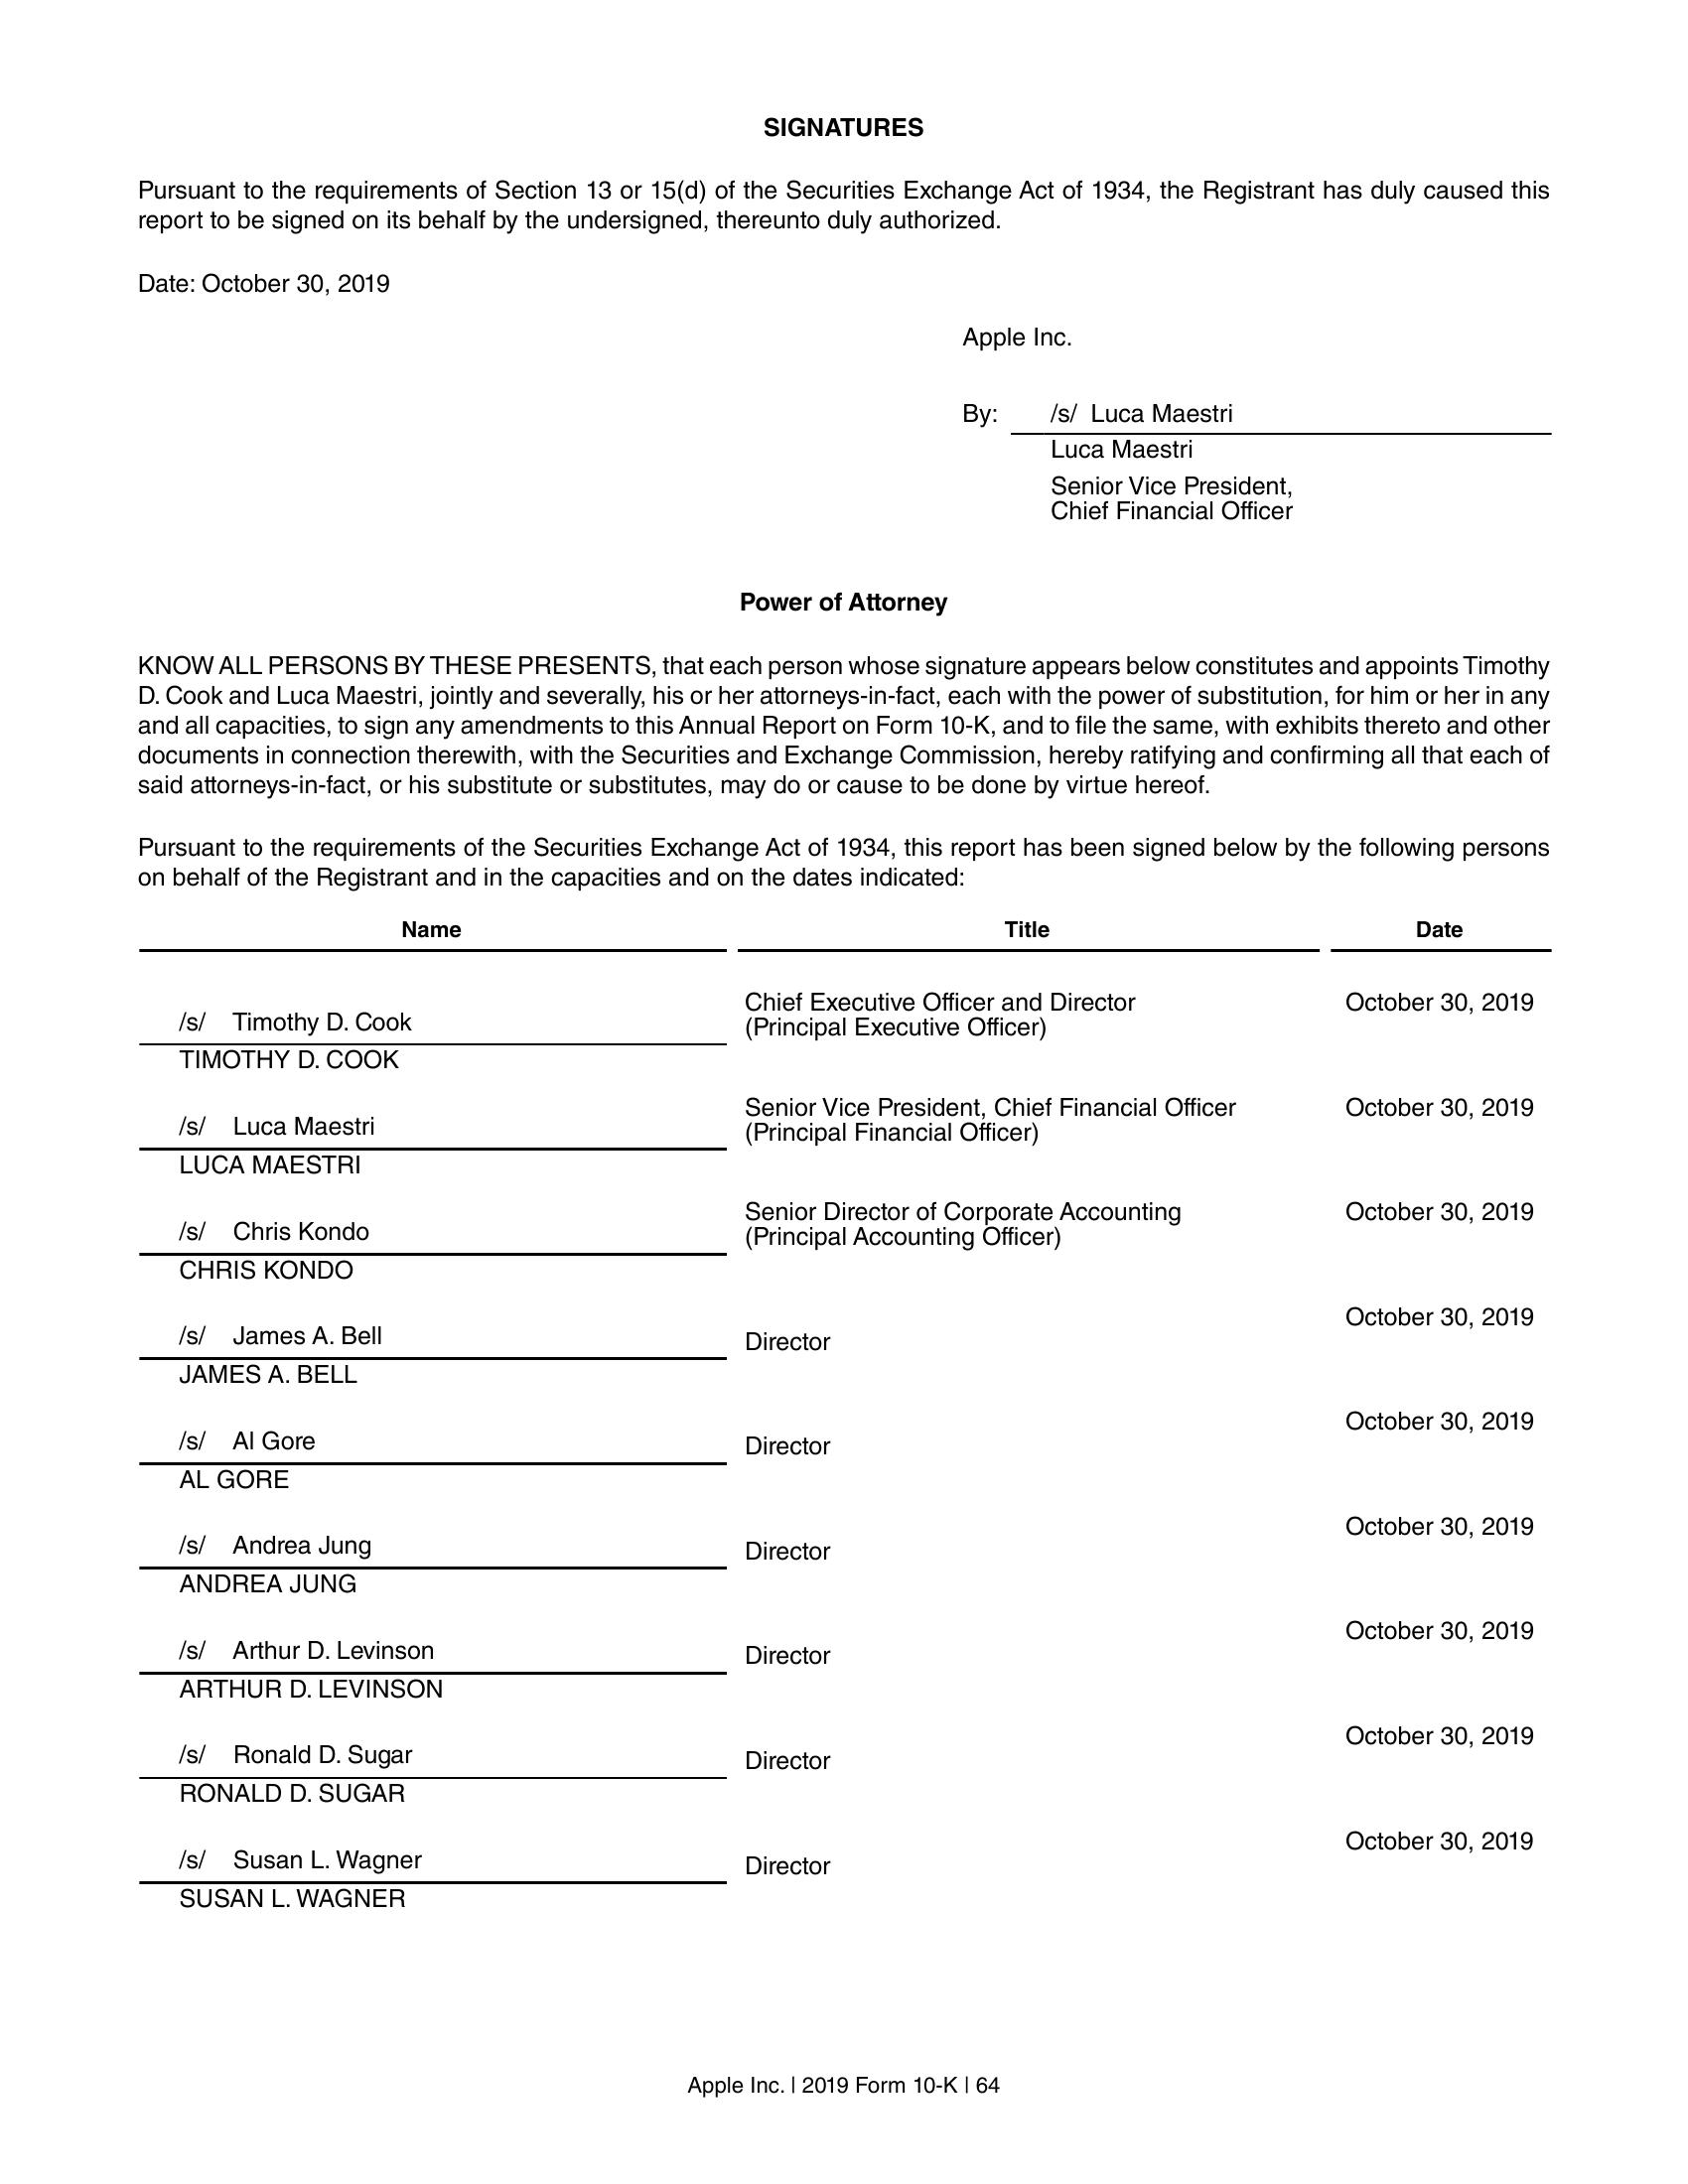 SIGNATURES
Pursuant to the requirements of Section 13 or 15(d) of the Securities Exchange Act of 1934, the Registrant has duly caused this
report to be signed on its behalf by the undersigned, thereunto duly authorized.
Date: October 30, 2019
Apple Inc.
By: /s/ Luca Maestri
Luca Maestri
Senior Vice President,
Chief Financial Officer
Power of Attorney
KNOW ALL PERSONS BY THESE PRESENTS, that each person whose signature appears below constitutes and appoints Timothy
D. Cook and Luca Maestri, jointly and severally, his or her attorneys-in-fact, each with the power of substitution, for him or her in any
and all capacities, to sign any amendments to this Annual Report on Form 10-K, and to file the same, with exhibits thereto and other
documents in connection therewith, with the Securities and Exchange Commission, hereby ratifying and confirming all that each of
said attorneys-in-fact, or his substitute or substitutes, may do or cause to be done by virtue hereof.
Pursuant to the requirements of the Securities Exchange Act of 1934, this report has been signed below by the following persons
on behalf of the Registrant and in the capacities and on the dates indicated:
Name Title Date
Chief Executive Officer and Director October 30, 2019
/s/ Timothy D. Cook (Principal Executive Officer)
TIMOTHY D. COOK
Senior Vice President, Chief Financial Officer October 30, 2019
/s/ Luca Maestri (Principal Financial Officer)
LUCA MAESTRI
Senior Director of Corporate Accounting October 30, 2019
/s/ Chris Kondo (Principal Accounting Officer)
CHRIS KONDO
October 30, 2019
/s/ James A. Bell Director
JAMES A. BELL
October 30, 2019
/s/ Al Gore Director
AL GORE
October 30, 2019
/s/ Andrea Jung Director
ANDREA JUNG
October 30, 2019
/s/ Arthur D. Levinson Director
ARTHUR D. LEVINSON
October 30, 2019
/s/ Ronald D. Sugar Director
RONALD D. SUGAR
October 30, 2019
/s/ Susan L. Wagner Director
SUSAN L. WAGNER
Apple Inc. | 2019 Form 10-K | 64